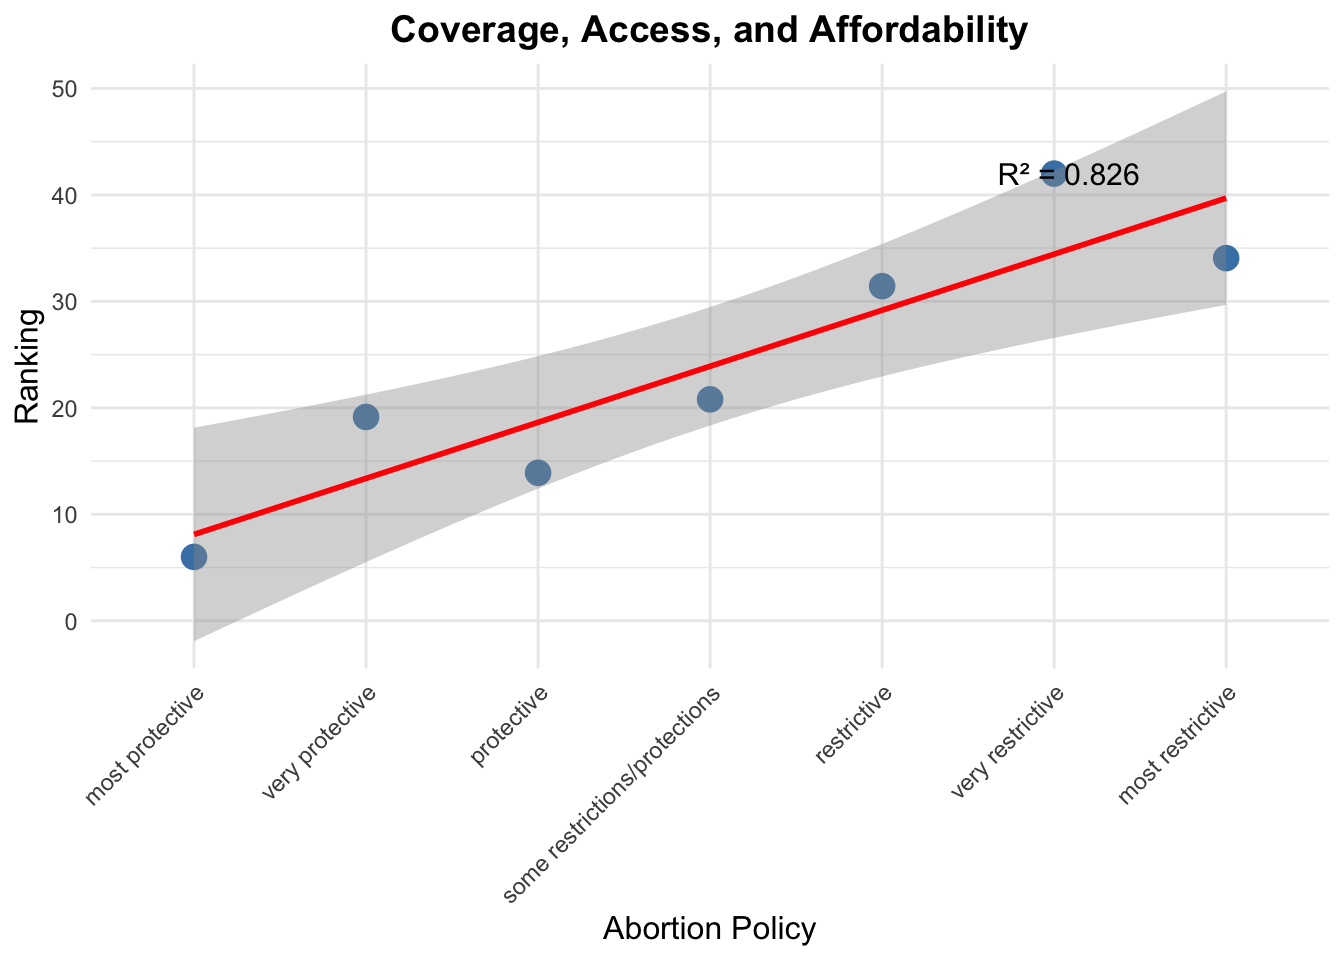 Coverage, Access, and Affordability
50
40
30
20
10
0
Ranking
R² = 0.826
most protective
very protective
protective
some restrictions/protections
restrictive
very restrictive
most restrictive
Abortion Policy